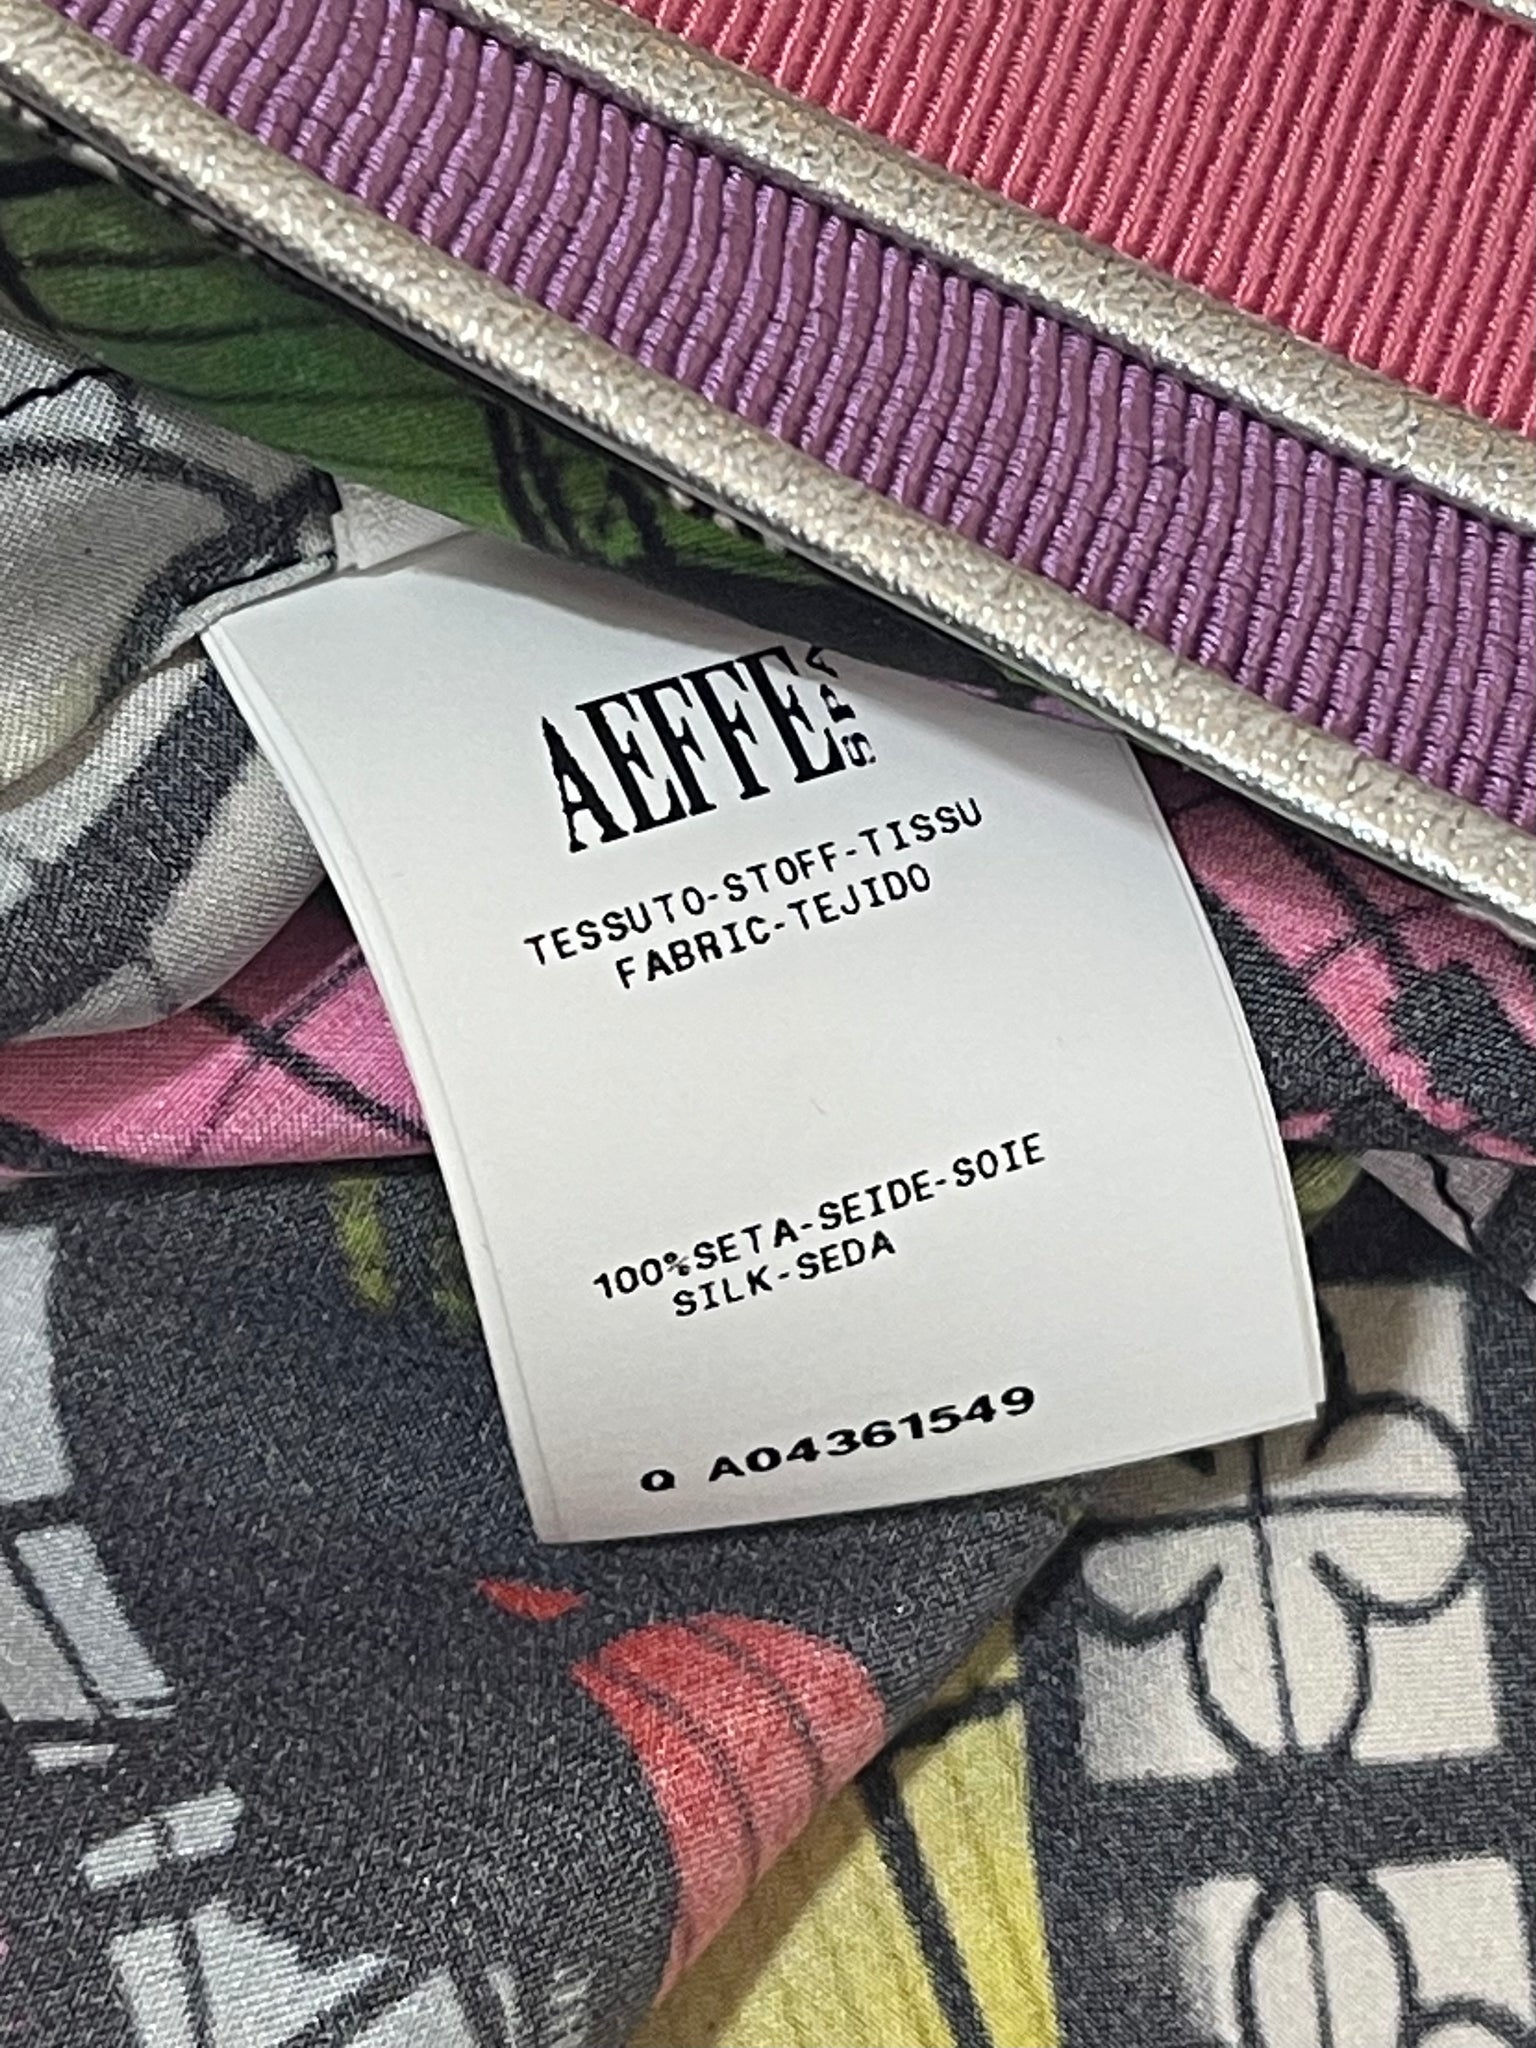 AEFFE S.P.A
TESSUTO-STOFF-TISSU
FABRIC-TEJIDO
100%SETA-SEIDE-SOIE
SILK-SEDA
Q A04361549